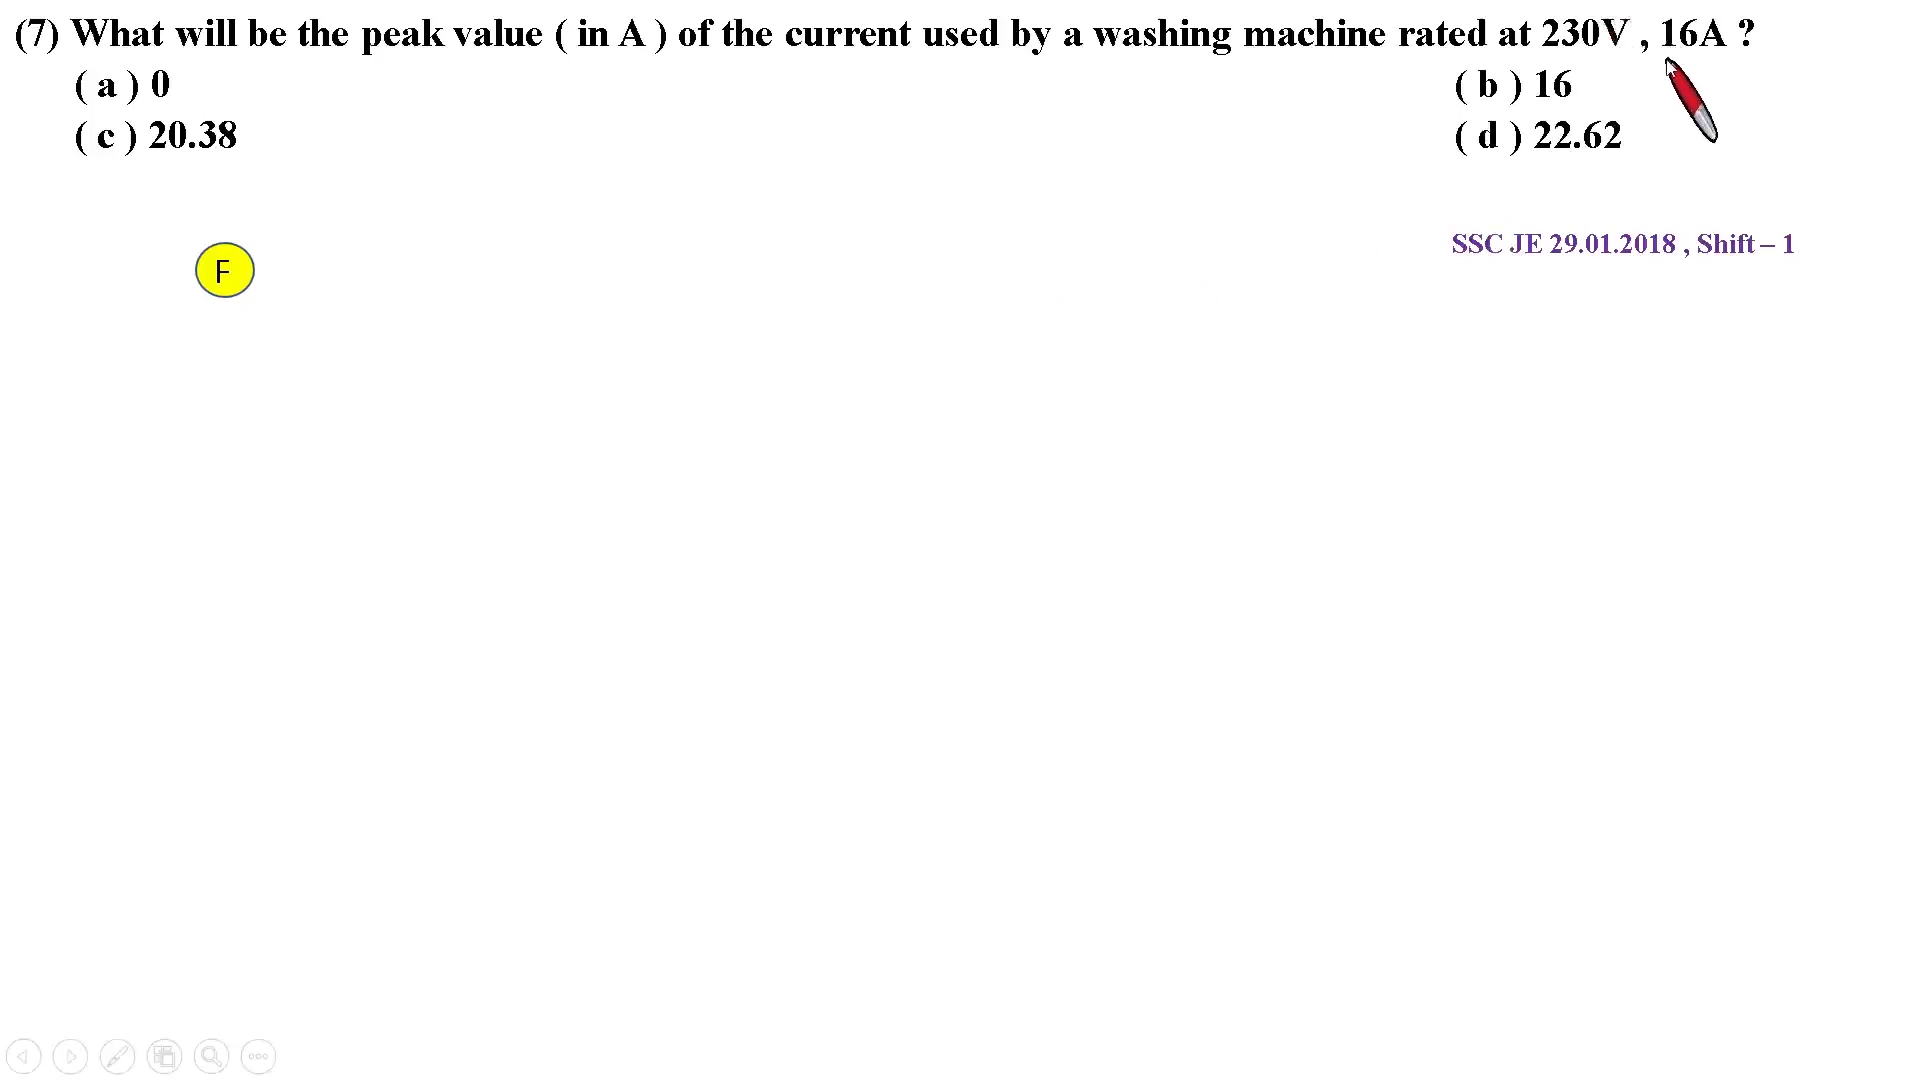 (7) What will be the peak value ( in A ) of the current used by a washing machine rated at 230V , 16A ?
( a ) 0 ( b ) 16
( c ) 20.38 ( d ) 22.62
SSC JE 29.01.2018 , Shift – 1
F